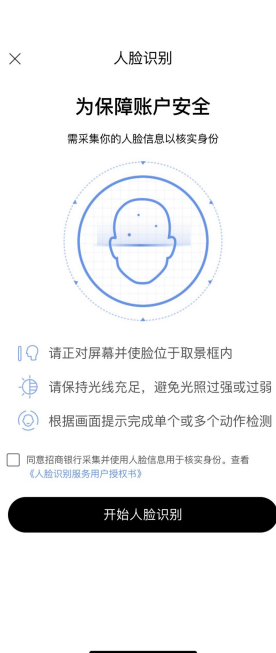 人脸识别
为保障账户安全
需采集你的人脸信息以核实身份
请正对屏幕并使脸位于取景框内
请保持光线充足，避免光照过强或过弱
根据画面提示完成单个或多个动作检测
同意招商银行采集并使用人脸信息用于核实身份。查看
《人脸识别服务用户授权书》
开始人脸识别